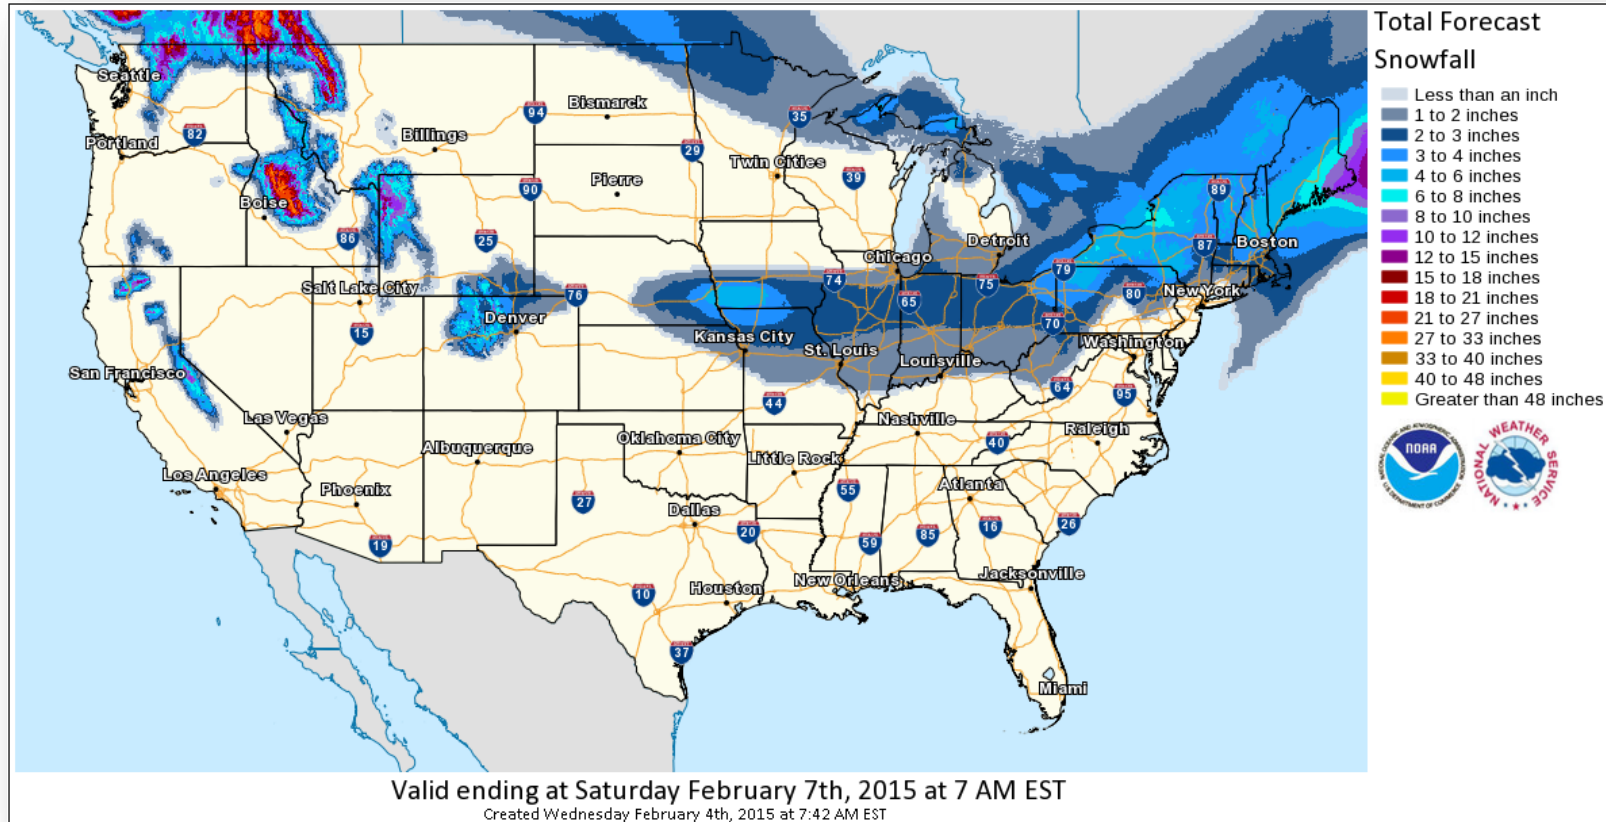 Total Forecast
Snowfall
Less than an inch
1 to 2 inches
2 to 3 inches
3 to 4 inches
4 to 6 inches
6 to 8 inches
8 to 10 inches
10 to 12 inches
12 to 15 inches
15 to 18 inches
18 to 21 inches
21 to 27 inches
27 to 33 inches
33 to 40 inches
40 to 48 inches
Greater than 48 inches
NOAA
NATIONAL WEATHER SERVICE
Seattle
Portland
82
Billings
94
Bismarck
35
29
Twin Cities
39
Pierre
90
Boise
86
25
89
87
Boston
Detroit
Chicago
79
Salt Lake City
76
74
65
75
80
New York
Denver
15
Kansas City
St. Louis
Louisville
70
Washington
San Francisco
44
64
95
Las Vegas
Nashville
Raleigh
Albuquerque
Oklahoma City
40
Little Rock
Los Angeles
Phoenix
27
55
Atlanta
Dallas
20
59
85
16
26
19
10
Houston
New Orleans
Jacksonville
37
Miami
Valid ending at Saturday February 7th, 2015 at 7 AM EST
Created Wednesday February 4th, 2015 at 7:42 AM EST